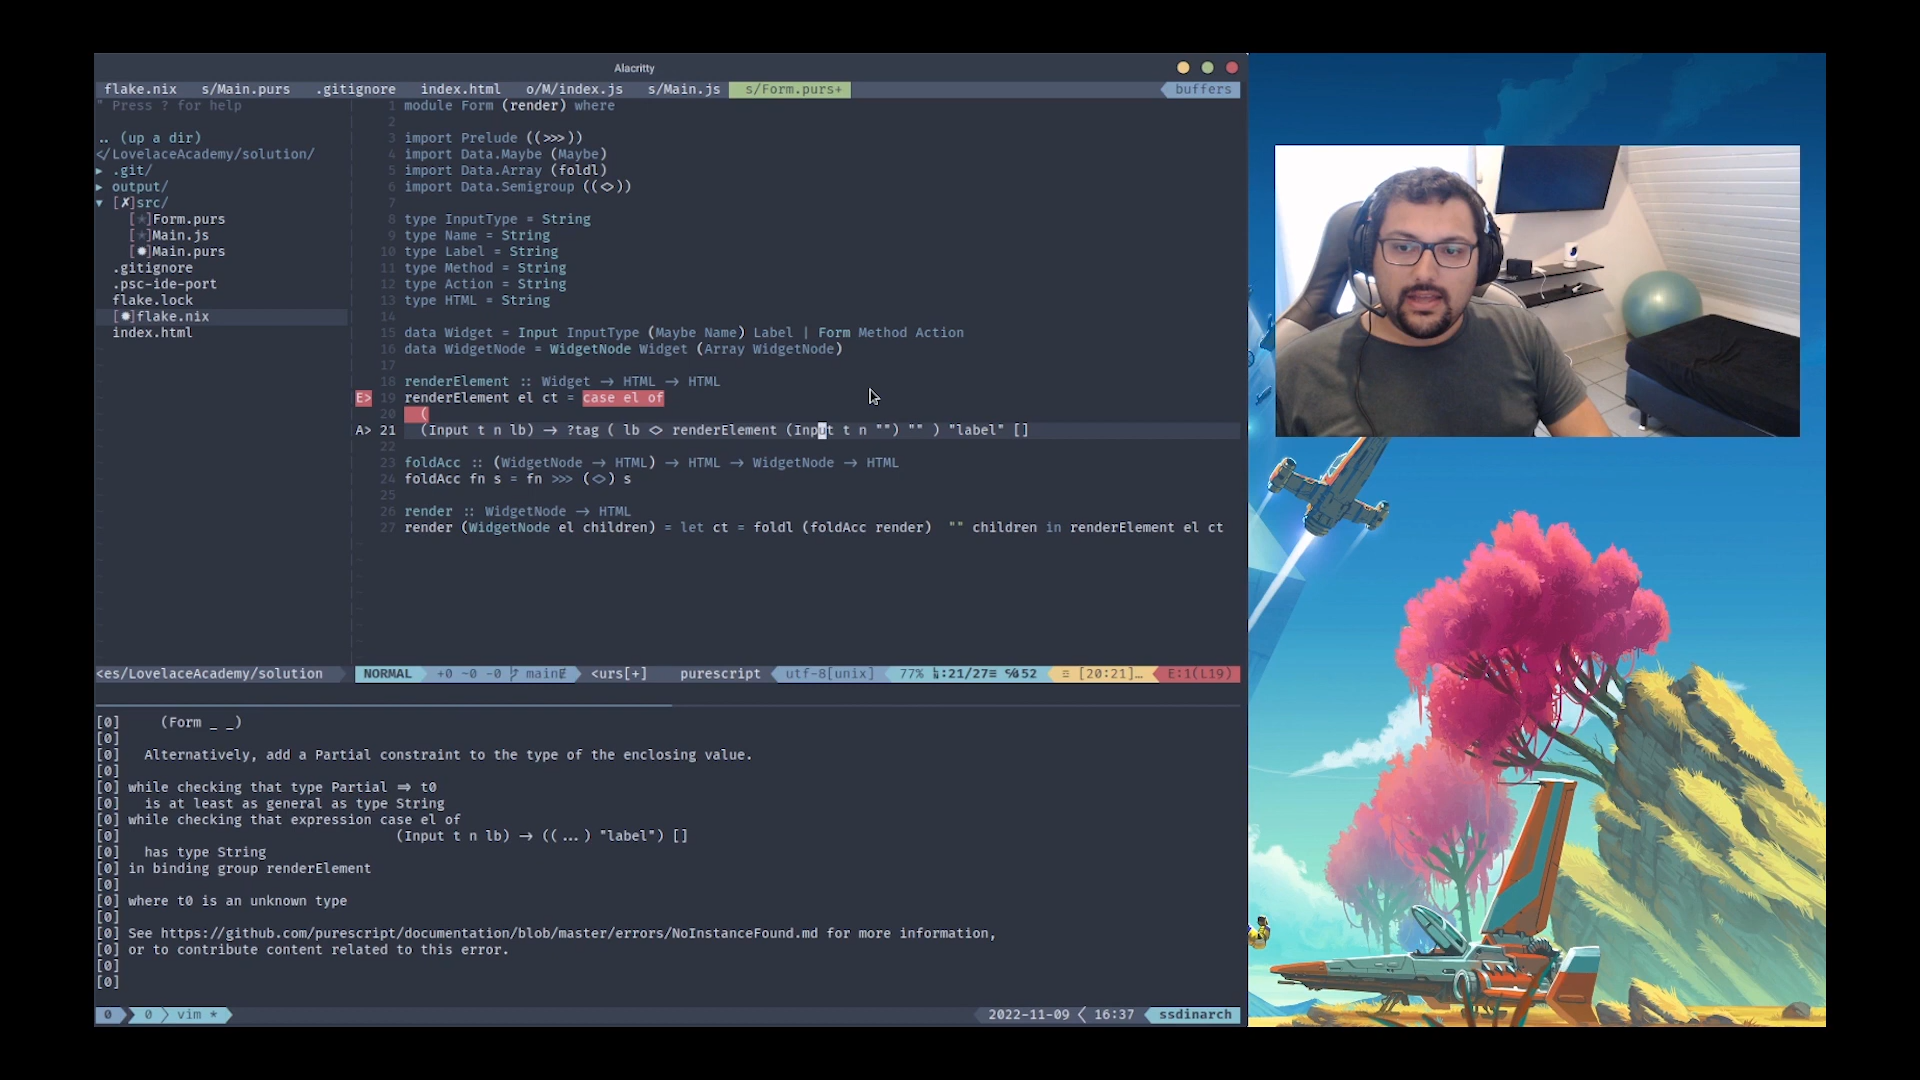 Alacritty
flake.nix s/Main.purs .gitignore index.html o/M/index.js s/Main.js s/Form.purs+ buffers
" Press ? for help
.. (up a dir)
</LovelaceAcademy/solution/
▸ .git/
▸ output/
▾ [✗]src/
[★]Form.purs
[★]Main.js
[✹]Main.purs
.gitignore
.psc-ide-port
flake.lock
[✹]flake.nix
index.html
1 module Form (render) where
2
3 import Prelude ((>>>))
4 import Data.Maybe (Maybe)
5 import Data.Array (foldl)
6 import Data.Semigroup ((<>))
7
8 type InputType = String
9 type Name = String
10 type Label = String
11 type Method = String
12 type Action = String
13 type HTML = String
14
15 data Widget = Input InputType (Maybe Name) Label | Form Method Action
16 data WidgetNode = WidgetNode Widget (Array WidgetNode)
17
18 renderElement :: Widget → HTML → HTML
E> 19 renderElement el ct = case el of
20 (
A> 21 (Input t n lb) → ?tag ( lb <> renderElement (Input t n "") "" ) "label" []
22
23 foldAcc :: (WidgetNode → HTML) → HTML → WidgetNode → HTML
24 foldAcc fn s = fn >>> (<>) s
25
26 render :: WidgetNode → HTML
27 render (WidgetNode el children) = let ct = foldl (foldAcc render) "" children in renderElement el ct
<es/LovelaceAcademy/solution NORMAL +0 ~0 -0 main <urs[+] purescript utf-8[unix] 77% :21/27≡ ℅52 ☲ [20:21]… E:1(L19)
[0] (Form _ _)
[0]
[0] Alternatively, add a Partial constraint to the type of the enclosing value.
[0]
[0] while checking that type Partial ⇒ t0
[0] is at least as general as type String
[0] while checking that expression case el of
[0] (Input t n lb) → ((...) "label") []
[0] has type String
[0] in binding group renderElement
[0]
[0] where t0 is an unknown type
[0]
[0] See https://github.com/purescript/documentation/blob/master/errors/NoInstanceFound.md for more information,
[0] or to contribute content related to this error.
[0]
[0]
0 0 vim * 2022-11-09 16:37 ssdinarch